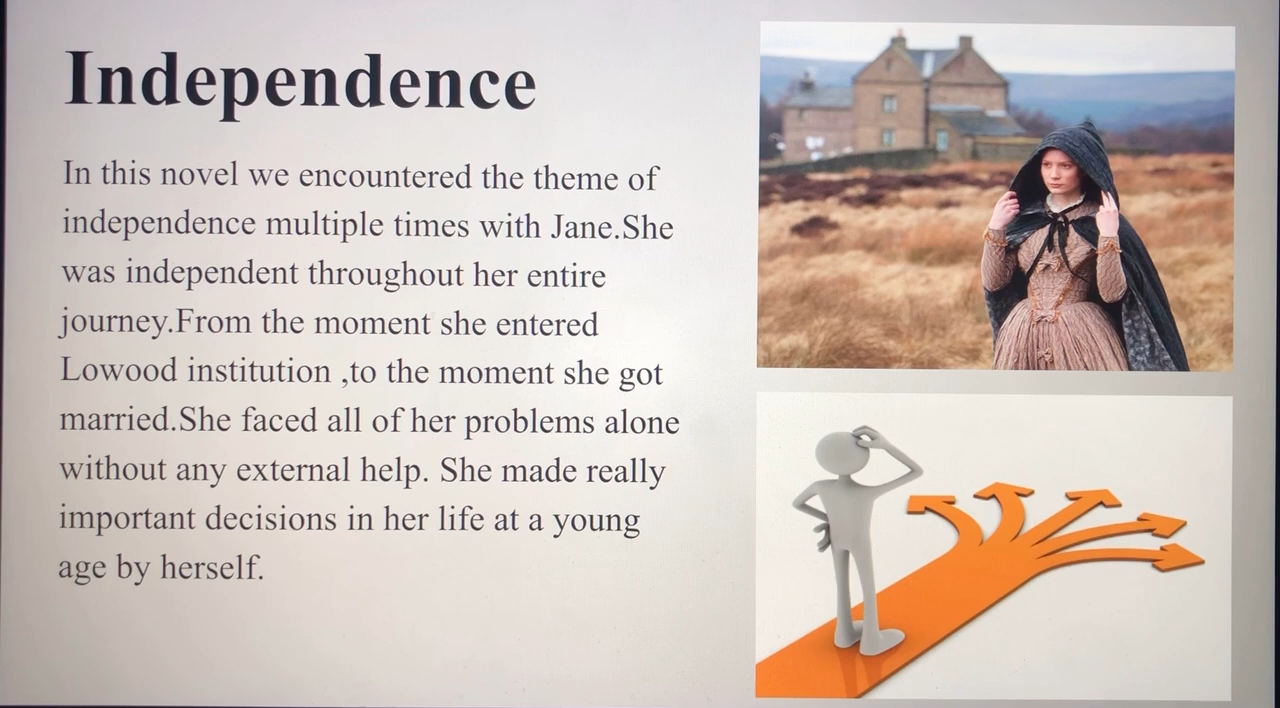 Independence
In this novel we encountered the theme of
independence multiple times with Jane.She
was independent throughout her entire
journey.From the moment she entered
Lowood institution ,to the moment she got
married.She faced all of her problems alone
without any external help. She made really
important decisions in her life at a young
age by herself.